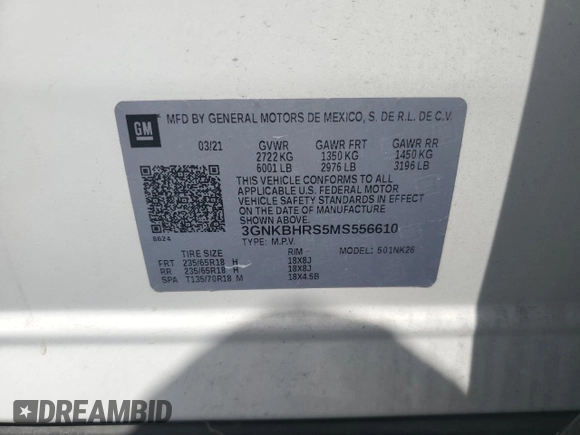 GM
MFD BY GENERAL MOTORS DE MEXICO, S. DE R.L. DE C.V.
03/21 GVWR GAWR FRT GAWR RR
2722 KG 1350 KG 1450 KG
6001 LB 2976 LB 3196 LB
THIS VEHICLE CONFORMS TO ALL
APPLICABLE U.S. FEDERAL MOTOR
VEHICLE SAFETY STANDARDS IN EFFECT
ON THE DATE OF MANUFACTURE
SHOWN ABOVE.
3GNKBHRS5MS556610
8624 TYPE: M.P.V. MODEL: 501NK26
TIRE SIZE RIM
FRT 235/65R18 H 18X8J
RR 235/65R18 H 18X8J
SPA T135/70R18 M 18X4.5B
DREAMBID